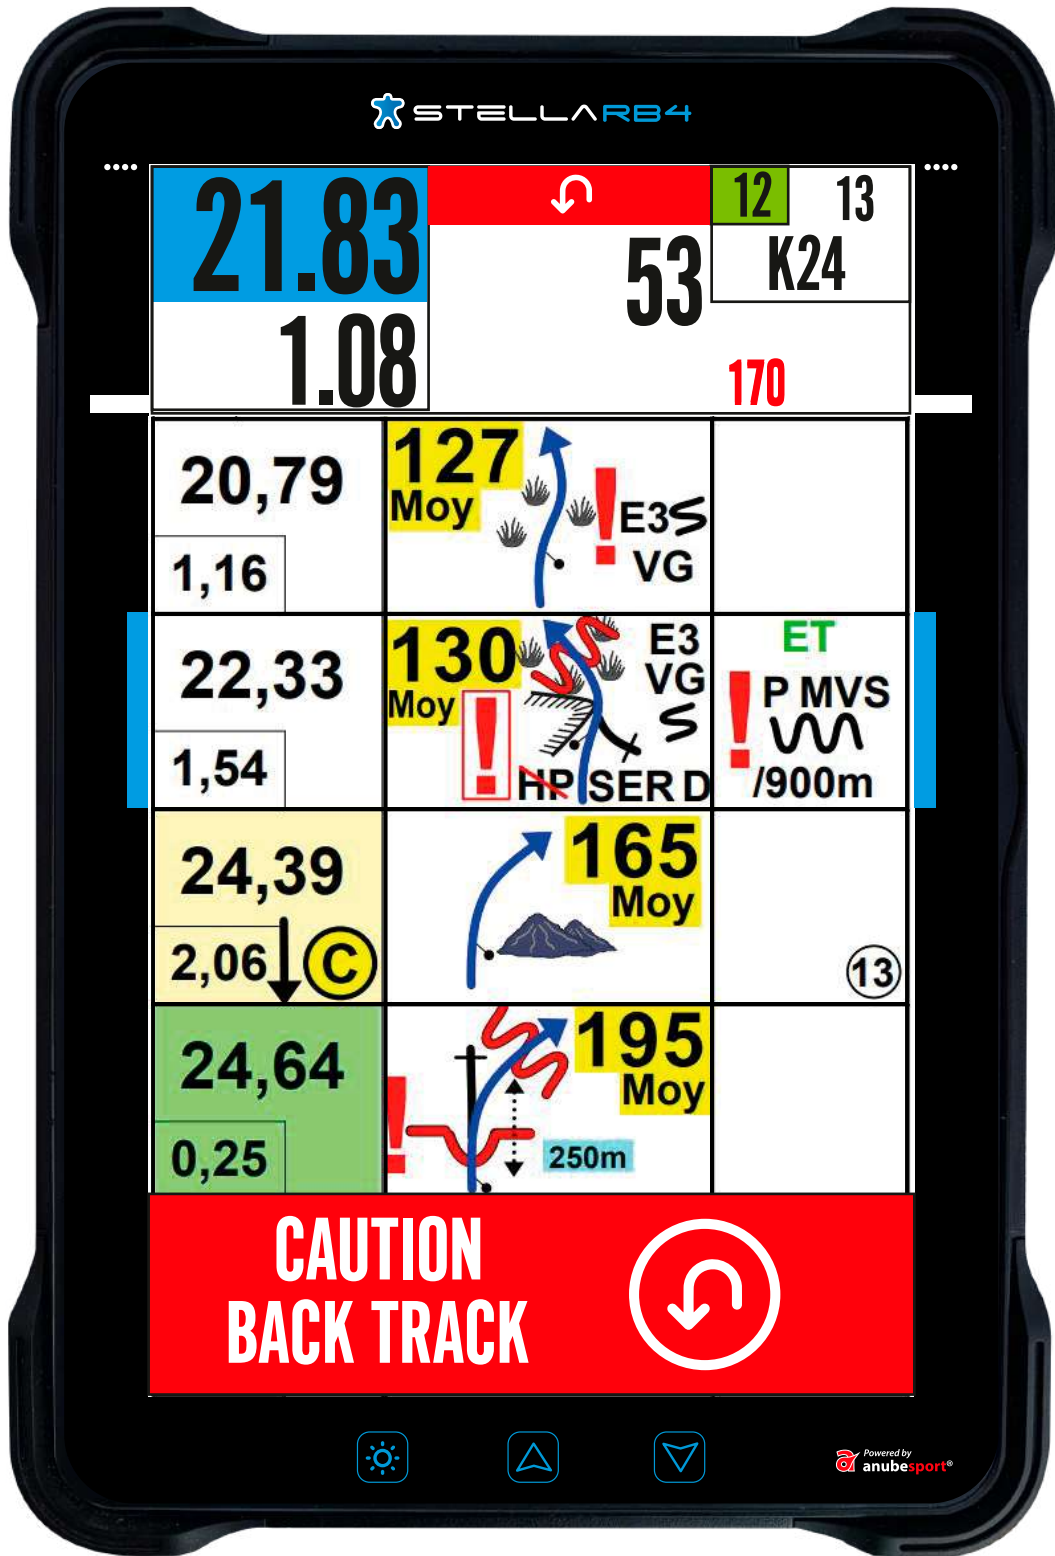 STELLARB4
21.83
12 13
K24
53
1.08
170
20,79
1,16
127
Moy
E3
VG
22,33
1,54
130
Moy
E3
VG
HP SER D
ET
P MVS
/900m
24,39
2,06
C
165
Moy
13
24,64
0,25
195
Moy
250m
CAUTION
BACK TRACK
Powered by
anubesport®